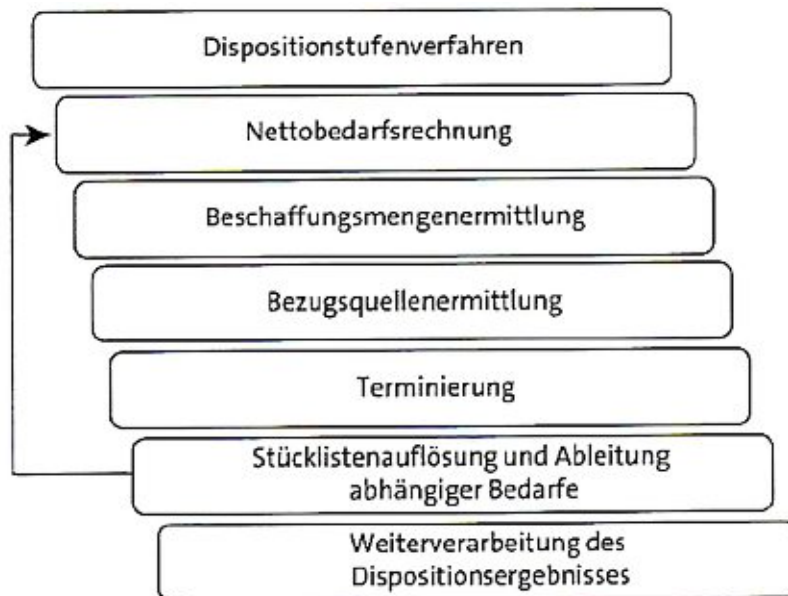 Dispositionstufenverfahren
Nettobedarfsrechnung
Beschaffungsmengenermittlung
Bezugsquellenermittlung
Terminierung
Stücklistenauflösung und Ableitung
abhängiger Bedarfe
Weiterverarbeitung des
Dispositionsergebnisses